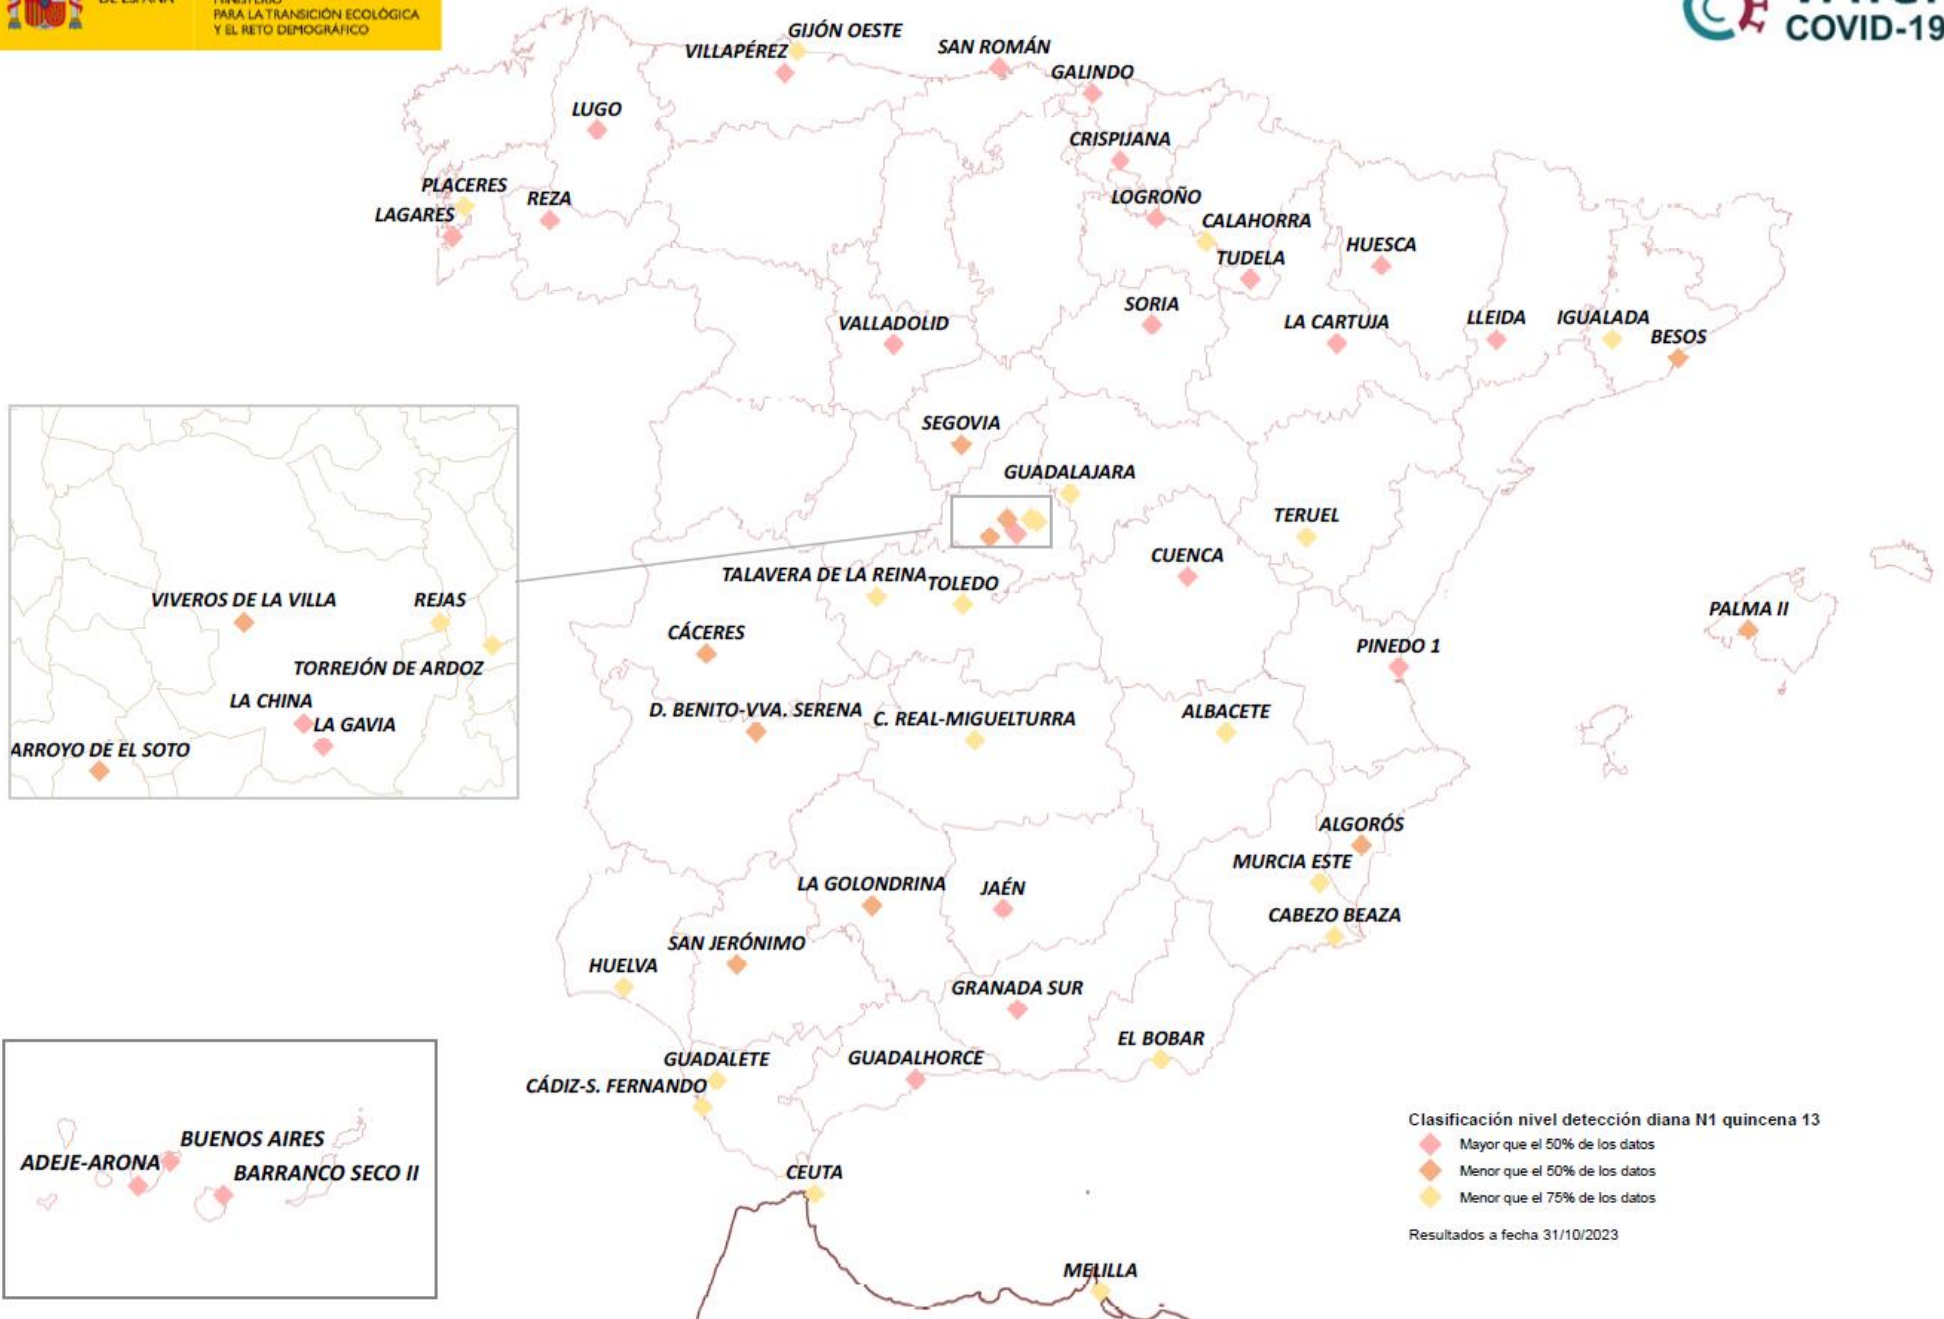 PARA LA TRANSICIÓN ECOLÓGICA
Y EL RETO DEMOGRÁFICO
COVID-19
GIJÓN OESTE
VILLAPÉREZ
SAN ROMÁN
GALINDO
LUGO
CRISPIJANA
PLACERES
REZA
LOGROÑO
LAGARES
CALAHORRA
HUESCA
TUDELA
SORIA
VALLADOLID
LA CARTUJA
LLEIDA
IGUALADA
BESOS
SEGOVIA
GUADALAJARA
TERUEL
CUENCA
TALAVERA DE LA REINA
TOLEDO
VIVEROS DE LA VILLA
REJAS
PALMA II
CÁCERES
PINEDO 1
TORREJÓN DE ARDOZ
LA CHINA
LA GAVIA
D. BENITO-VVA. SERENA
C. REAL-MIGUELTURRA
ALBACETE
ARROYO DE EL SOTO
ALGORÓS
MURCIA ESTE
LA GOLONDRINA
JAÉN
CABEZO BEAZA
SAN JERÓNIMO
HUELVA
GRANADA SUR
EL BOBAR
GUADALETE
GUADALHORCE
CÁDIZ-S. FERNANDO
BUENOS AIRES
ADEJE-ARONA
BARRANCO SECO II
CEUTA
MELILLA
Clasificación nivel detección diana N1 quincena 13
Mayor que el 50% de los datos
Menor que el 50% de los datos
Menor que el 75% de los datos
Resultados a fecha 31/10/2023